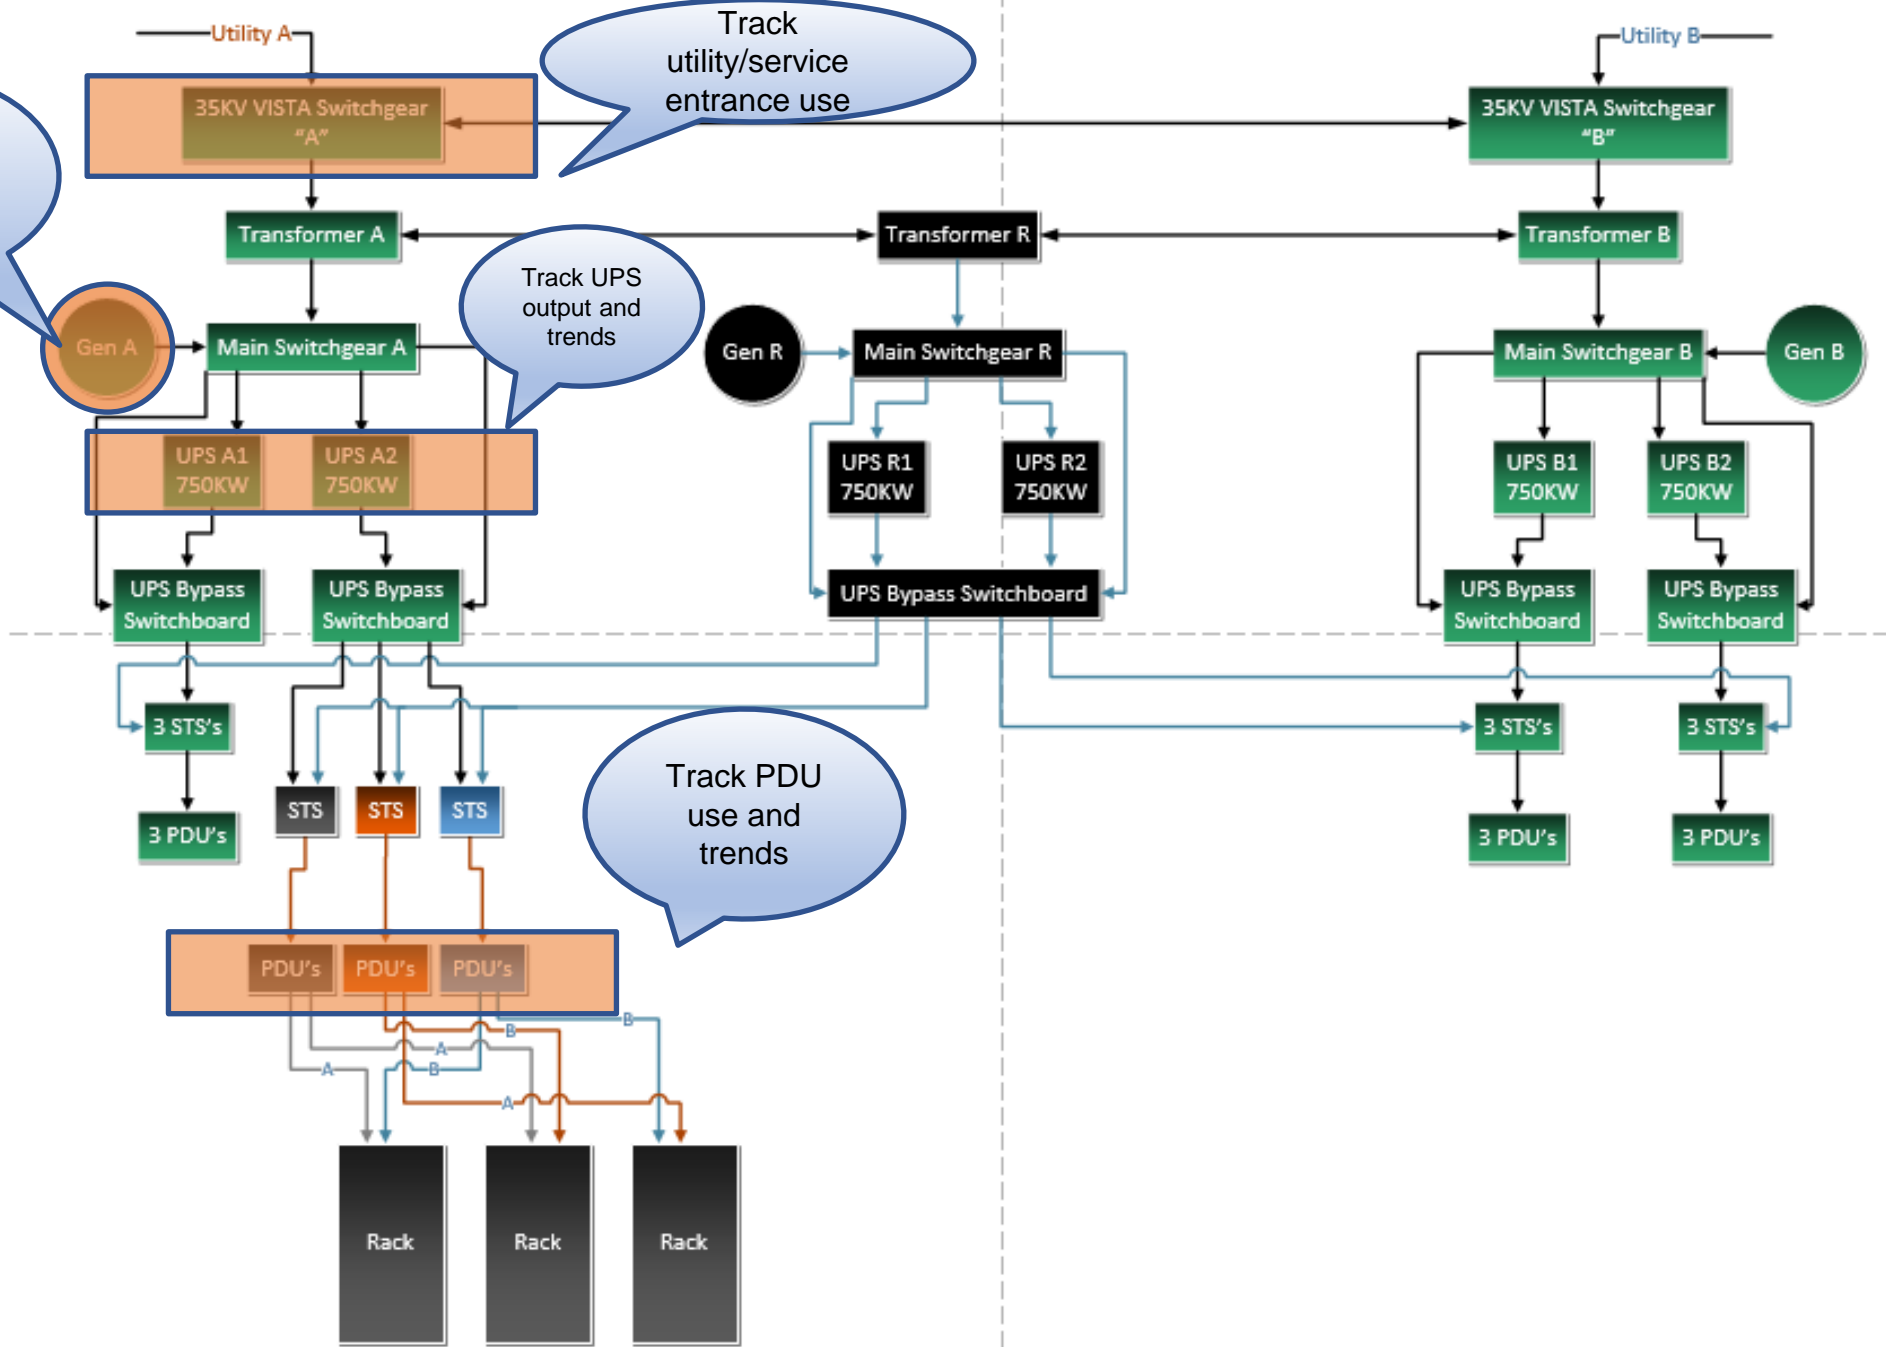 Utility A
Track
utility/service
entrance use
Utility B
35KV VISTA Switchgear
“A”
35KV VISTA Switchgear
“B”
Transformer A
Transformer R
Transformer B
Track UPS
output and
trends
Gen A
Main Switchgear A
Gen R
Main Switchgear R
Main Switchgear B
Gen B
UPS A1
750KW
UPS A2
750KW
UPS R1
750KW
UPS R2
750KW
UPS B1
750KW
UPS B2
750KW
UPS Bypass
Switchboard
UPS Bypass
Switchboard
UPS Bypass Switchboard
UPS Bypass
Switchboard
UPS Bypass
Switchboard
3 STS's
3 STS's
3 STS's
STS
STS
STS
Track PDU
use and
trends
3 PDU's
3 PDU's
3 PDU's
PDU's
PDU's
PDU's
B
B
A
A
B
A
Rack
Rack
Rack